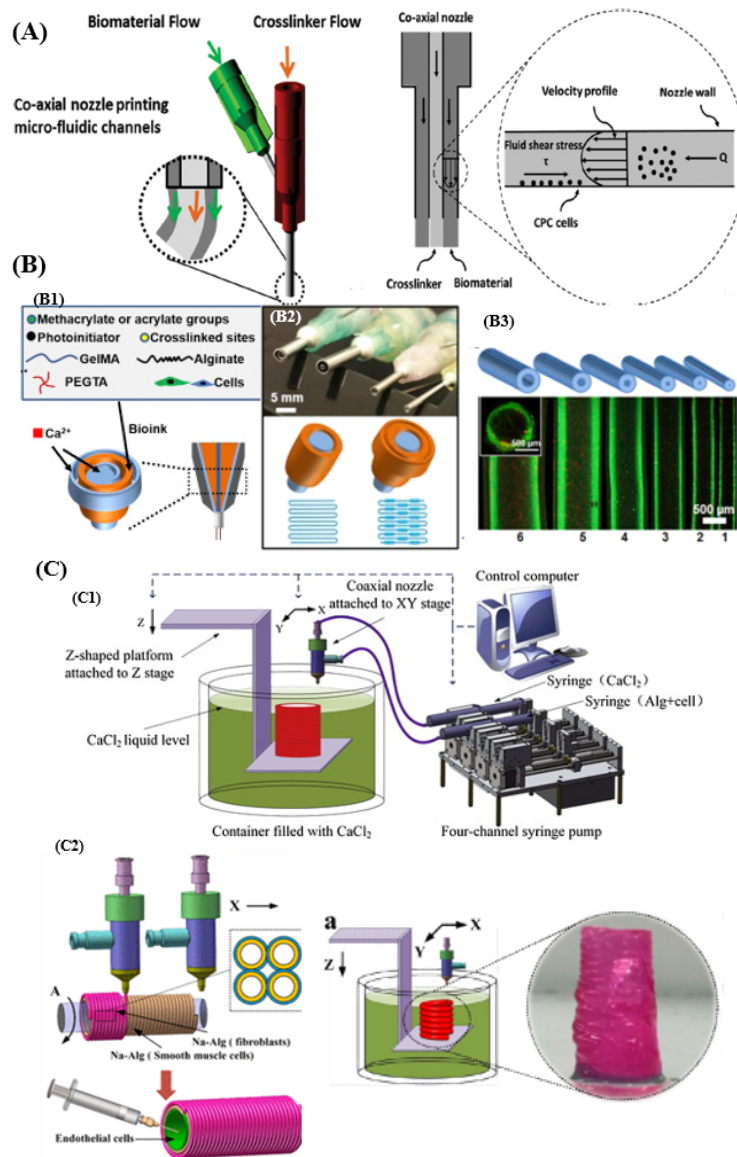 (A)
Biomaterial Flow
Crosslinker Flow
Co-axial nozzle printing
micro-fluidic channels
Co-axial nozzle
Crosslinker
Biomaterial
Velocity profile
Nozzle wall
Fluid shear stress
τ
Q
CPC cells
(B)
(B1)
Methacrylate or acrylate groups
Photoinitiator
Crosslinked sites
GelMA
Alginate
PEGTA
Cells
Bioink
Ca2+
(B2)
5 mm
(B3)
500 μm
500 μm
6 5 4 3 2 1
(C)
(C1)
Z
Y
X
Coaxial nozzle
attached to XY stage
Control computer
Z-shaped platform
attached to Z stage
Syringe（CaCl2）
Syringe（Alg+cell）
CaCl2 liquid level
Container filled with CaCl2
Four-channel syringe pump
(C2)
X
A
Na-Alg ( fibroblasts)
Na-Alg ( Smooth muscle cells)
Endothelial cells
a
X
Y
Z